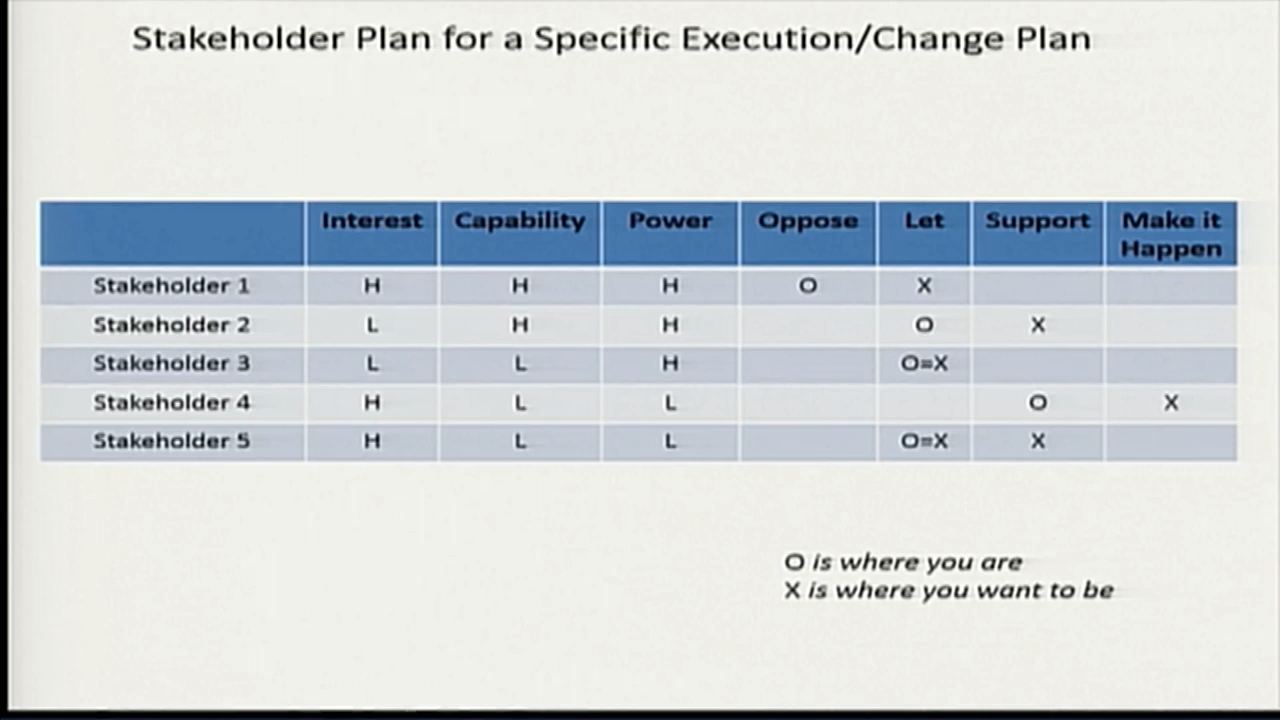 Stakeholder Plan for a Specific Execution/Change Plan
Interest Capability Power Oppose Let Support Make it Happen
Stakeholder 1 H H H O X
Stakeholder 2 L H H O X
Stakeholder 3 L L H O=X
Stakeholder 4 H L L O X
Stakeholder 5 H L L O=X X
O is where you are
X is where you want to be